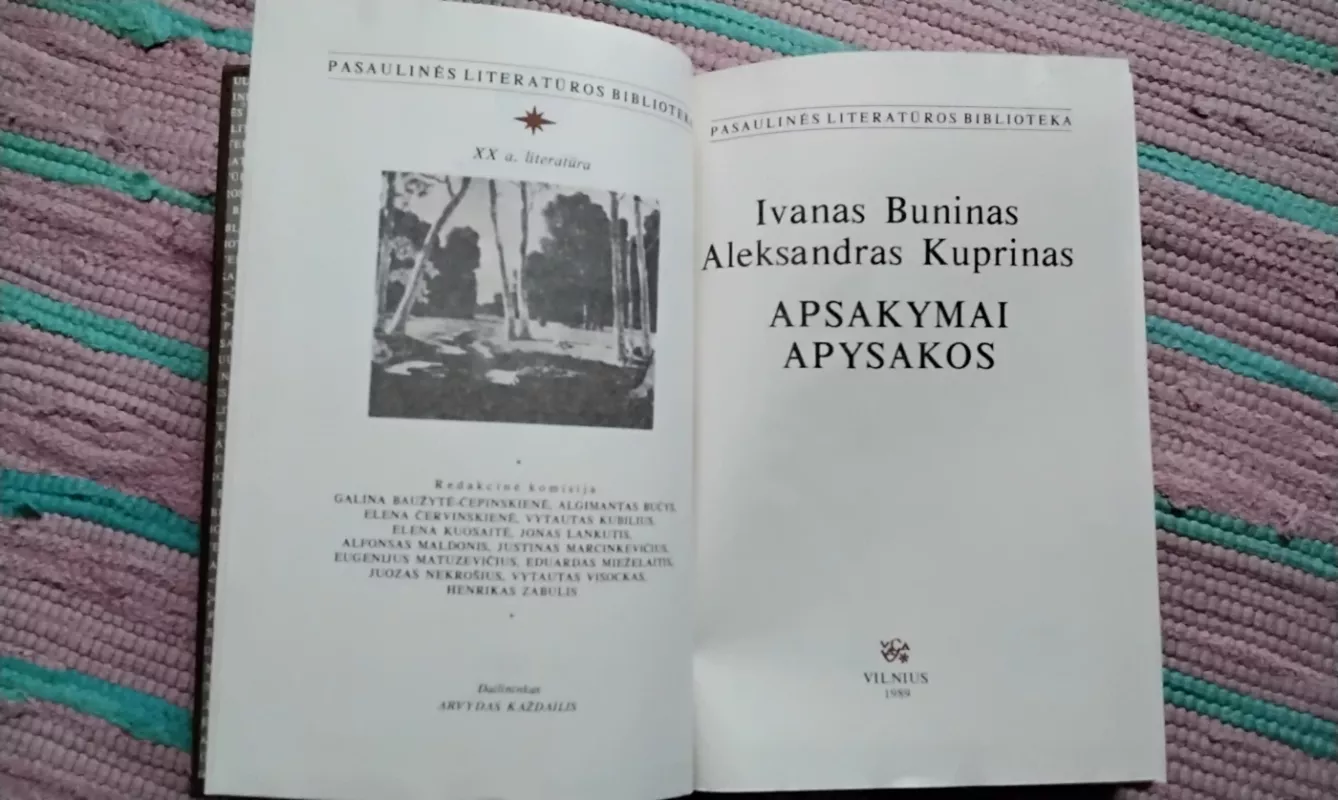 PASAULINĖS LITERATŪROS BIBLIOTEKA
XX a. literatūra
Redakcinė komisija
GALINA BAUŽYTĖ-ČEPINSKIENĖ, ALGIMANTAS BUČYS,
ELENA ČERVINSKIENĖ, VYTAUTAS KUBILIUS,
ELENA KUOSAITĖ, JONAS LANKUTIS,
ALFONSAS MALDONIS, JUSTINAS MARCINKEVIČIUS,
EUGENIJUS MATUZEVIČIUS, EDUARDAS MIEŽELAITIS,
JUOZAS NEKROŠIUS, VYTAUTAS VISOCKAS,
HENRIKAS ZABULIS
Dailininkas
ARVYDAS KAŽDAILIS
PASAULINĖS LITERATŪROS BIBLIOTEKA
Ivanas Buninas
Aleksandras Kuprinas
APSAKYMAI
APYSAKOS
VILNIUS
1989